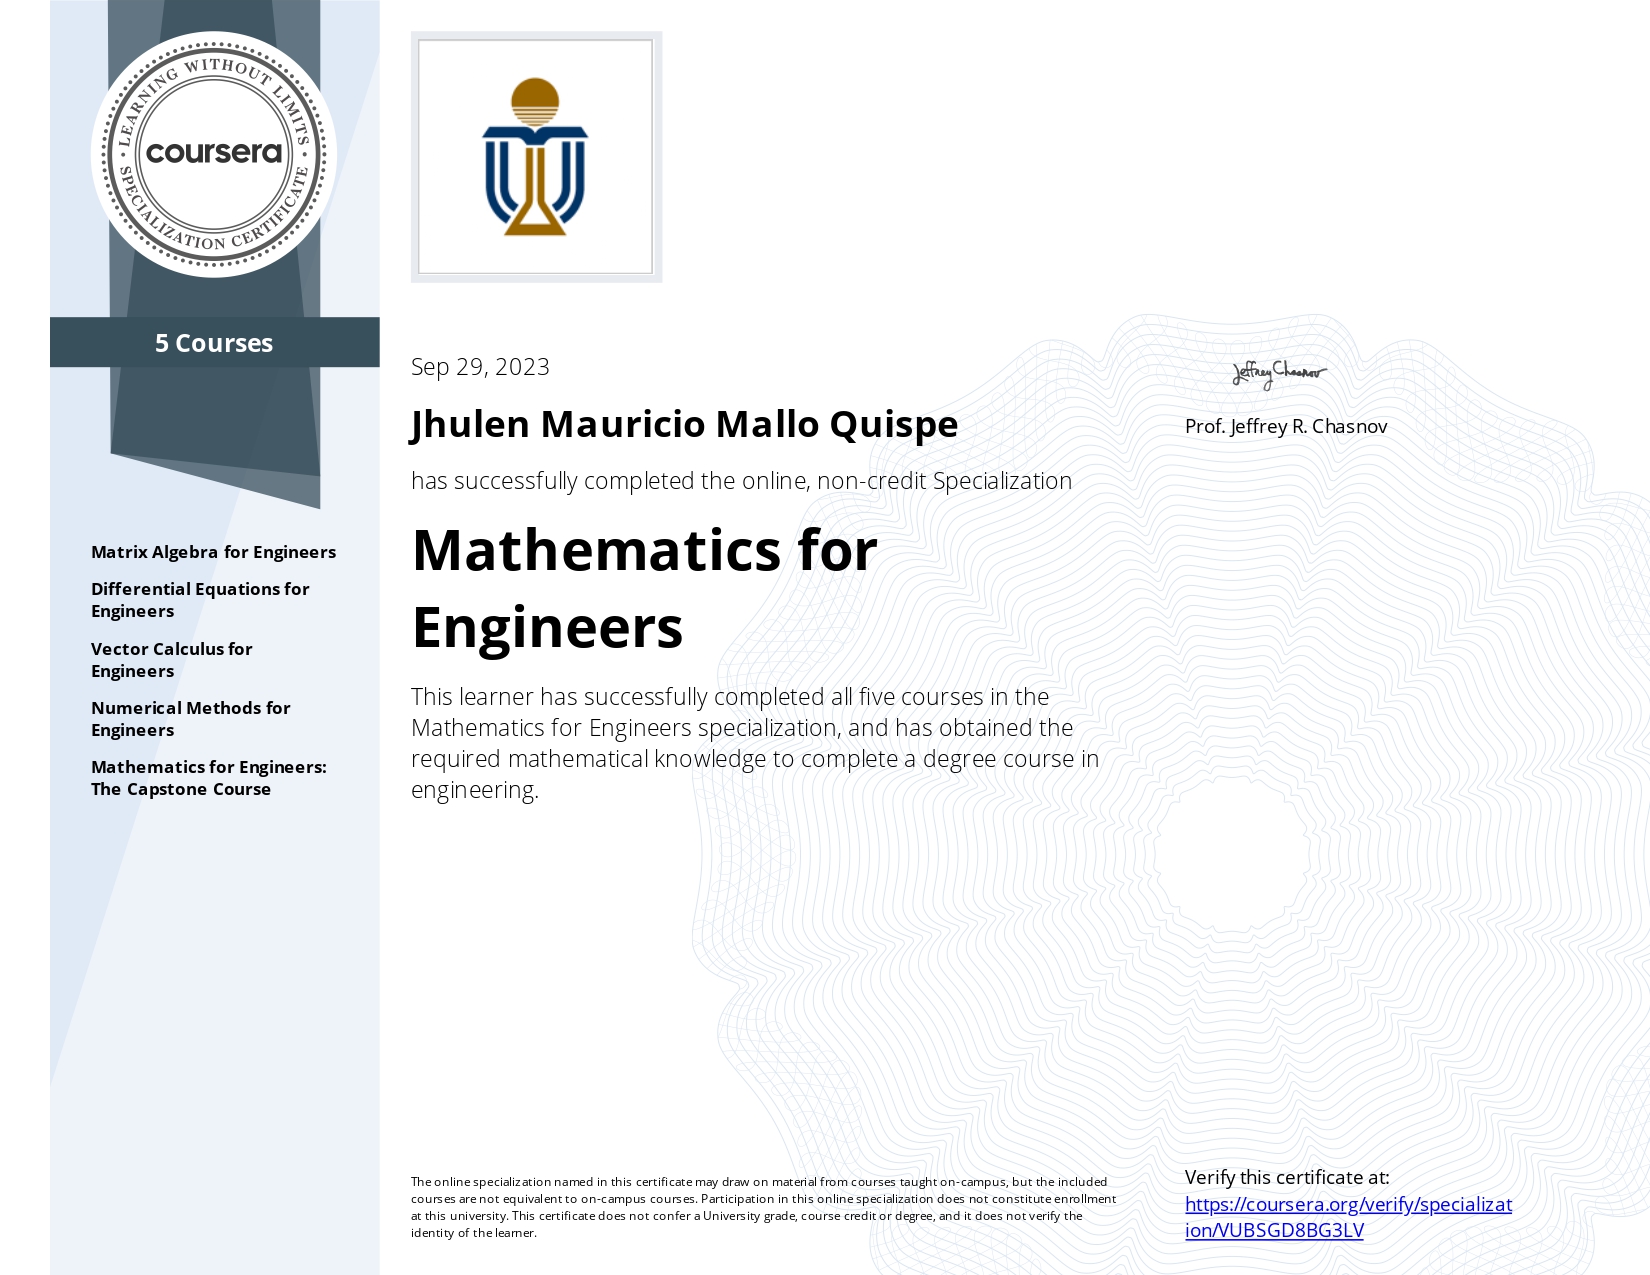 LEARNING WITHOUT LIMITS
coursera
SPECIALIZATION CERTIFICATE
5 Courses
Matrix Algebra for Engineers
Differential Equations for
Engineers
Vector Calculus for
Engineers
Numerical Methods for
Engineers
Mathematics for Engineers:
The Capstone Course
Sep 29, 2023
Jhulen Mauricio Mallo Quispe
has successfully completed the online, non-credit Specialization
Mathematics for
Engineers
This learner has successfully completed all five courses in the
Mathematics for Engineers specialization, and has obtained the
required mathematical knowledge to complete a degree course in
engineering.
Jeffrey Chasnov
Prof. Jeffrey R. Chasnov
The online specialization named in this certificate may draw on material from courses taught on-campus, but the included
courses are not equivalent to on-campus courses. Participation in this online specialization does not constitute enrollment
at this university. This certificate does not confer a University grade, course credit or degree, and it does not verify the
identity of the learner.
Verify this certificate at:
https://coursera.org/verify/specializat
ion/VUBSGD8BG3LV